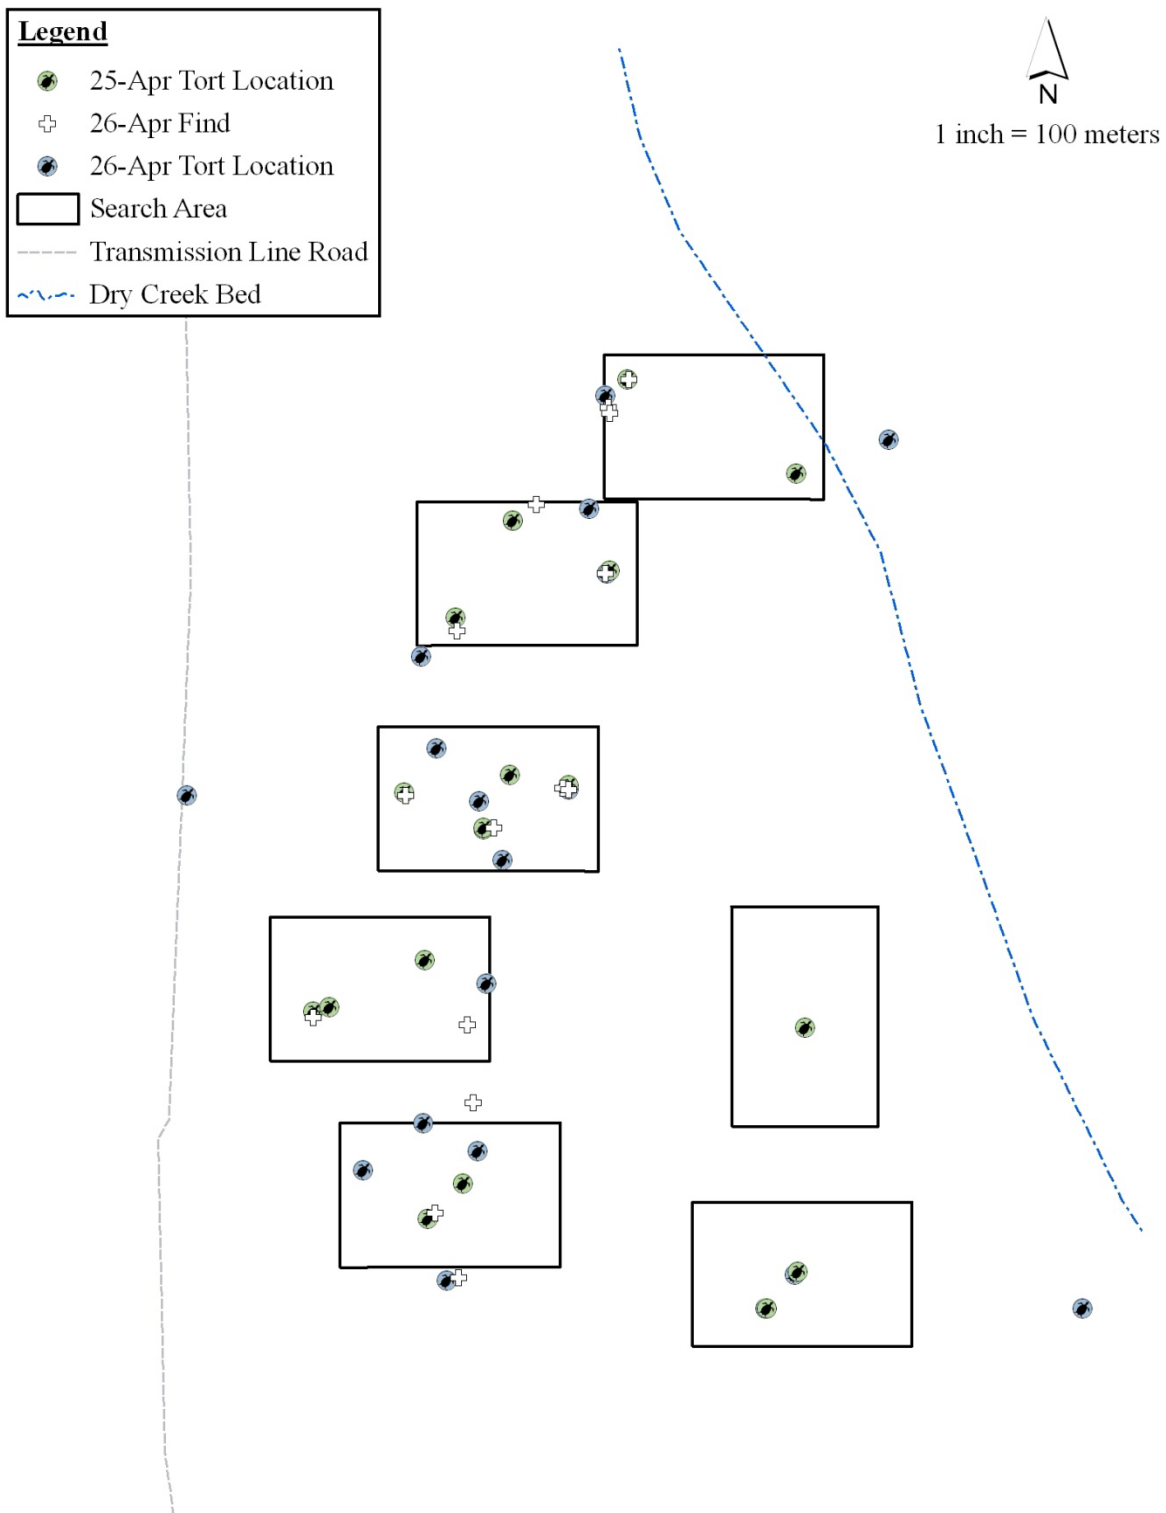 Legend
25-Apr Tort Location
26-Apr Find
26-Apr Tort Location
Search Area
Transmission Line Road
Dry Creek Bed
N
1 inch = 100 meters